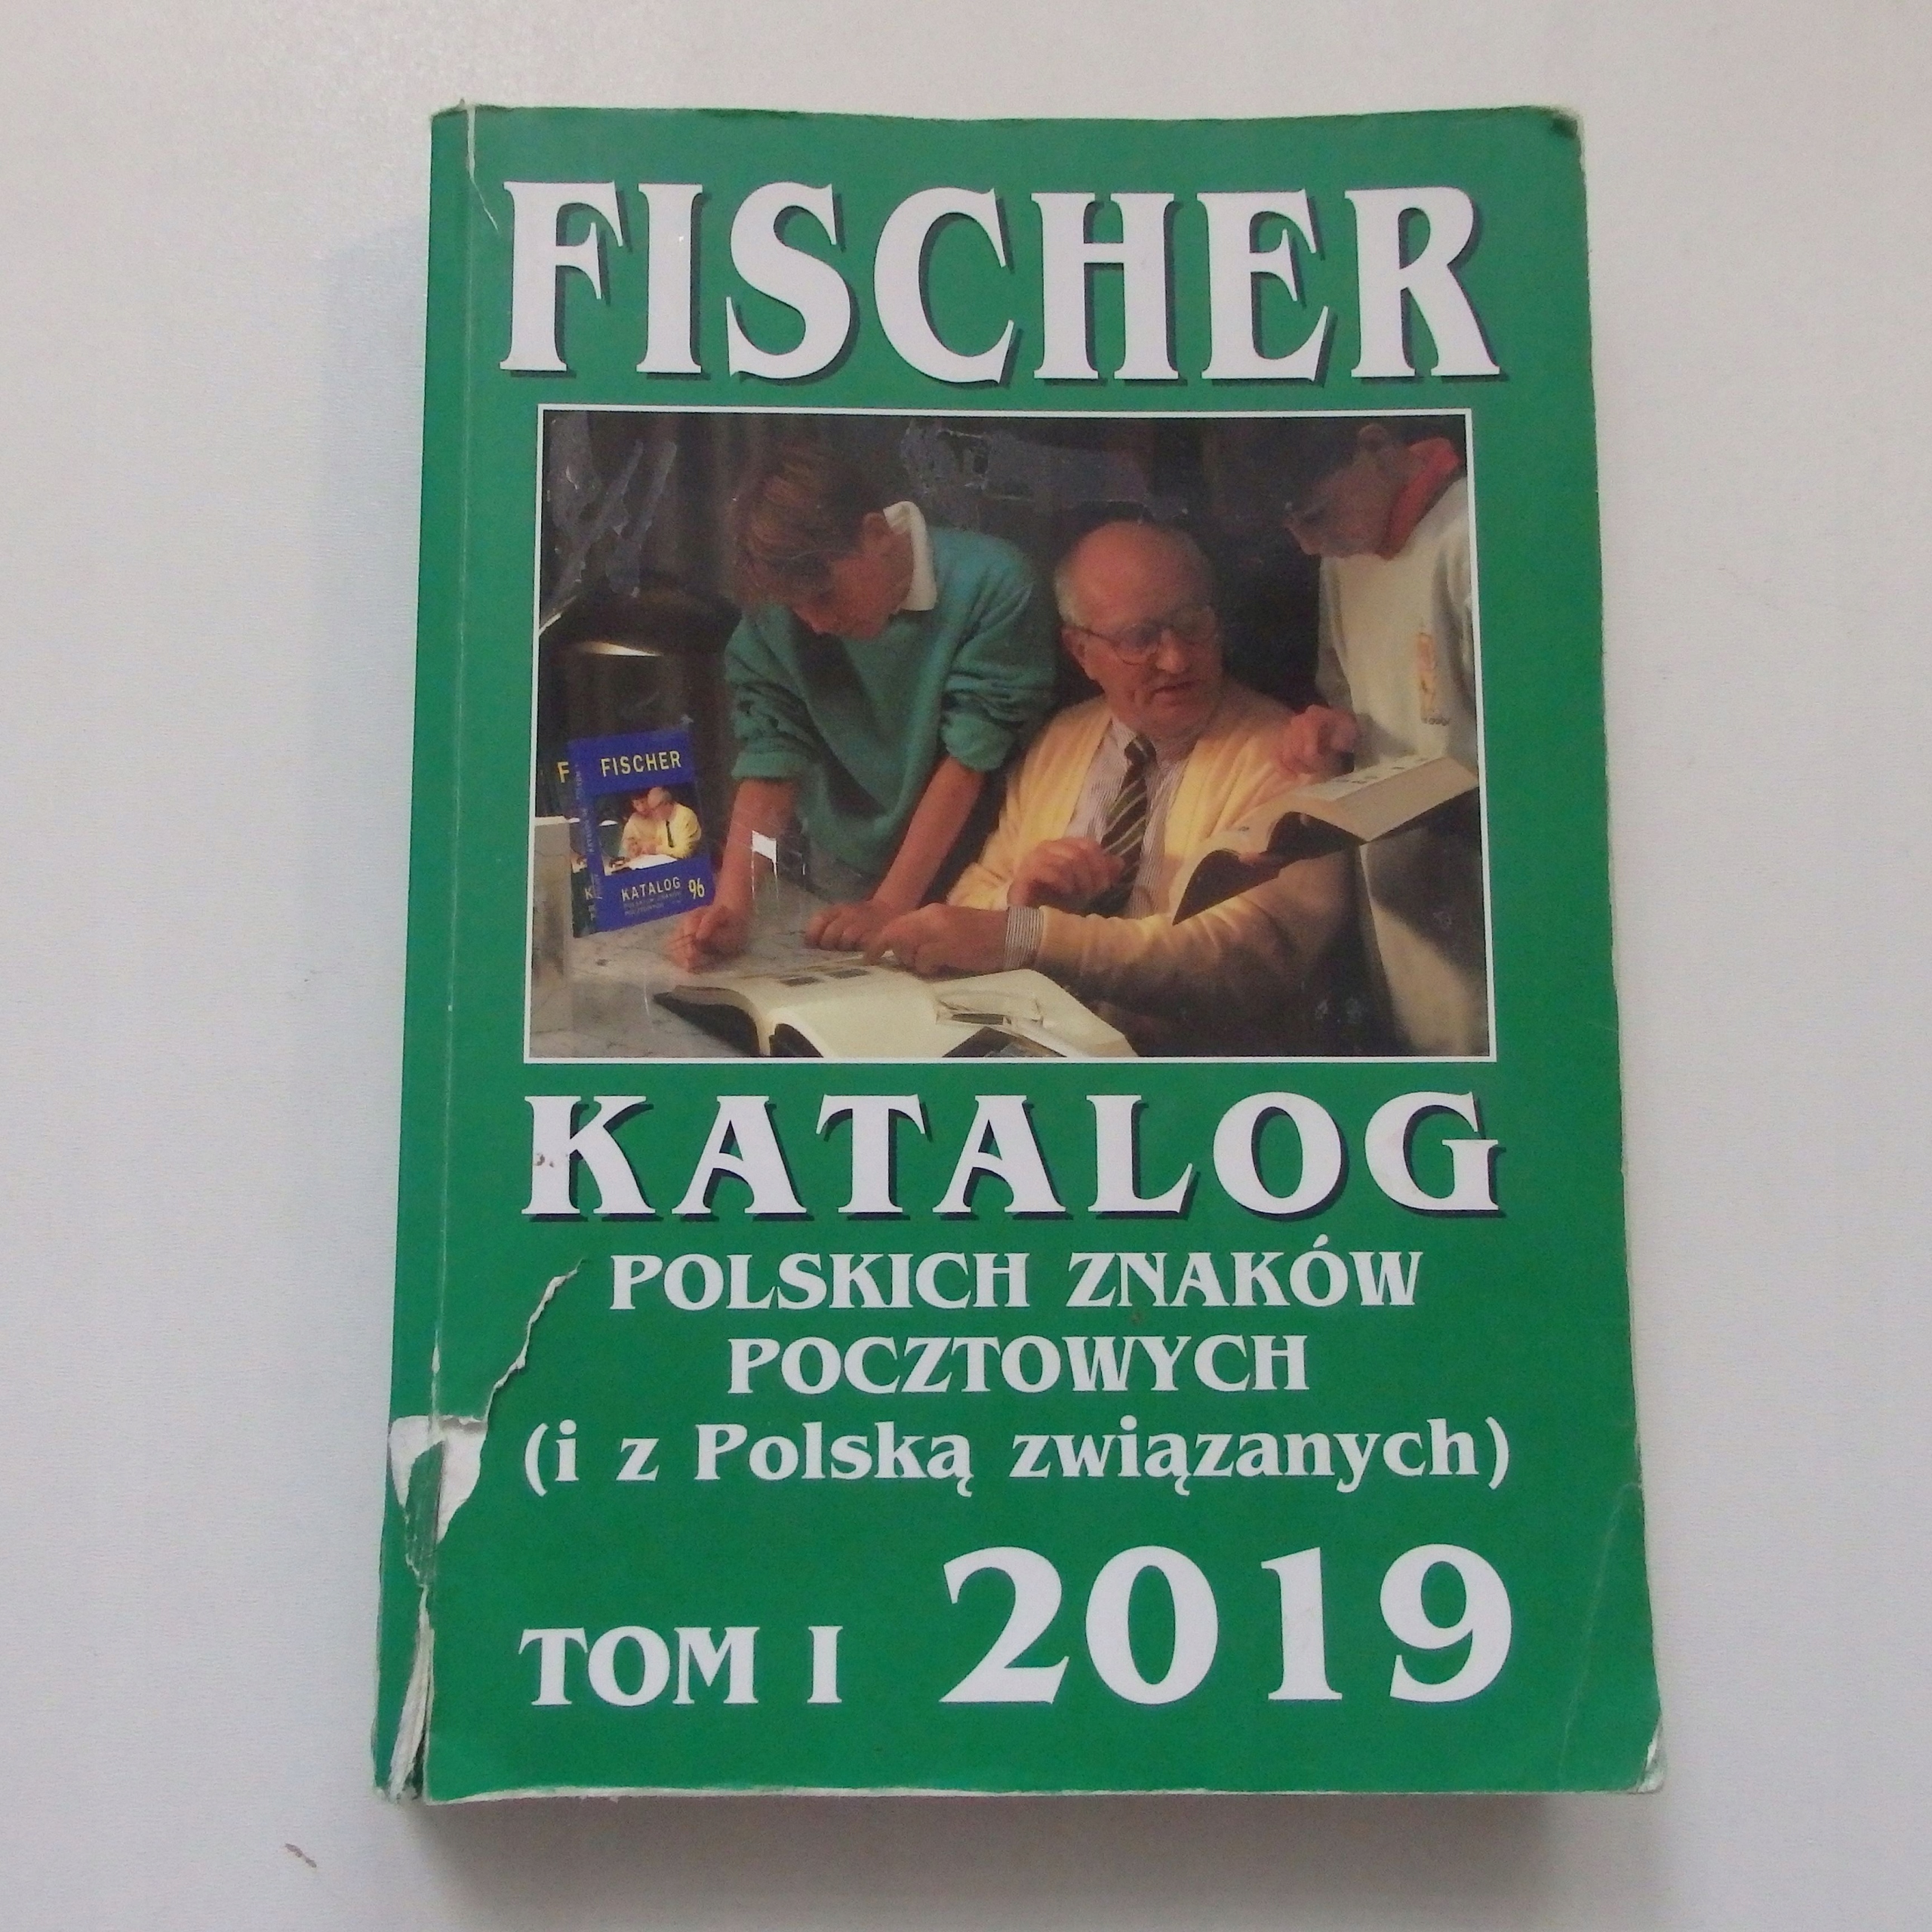 FISCHER
F FISCHER
KATALOG 96
KATALOG
POLSKICH ZNAKÓW
POCZTOWYCH
(i z Polską związanych)
TOM I 2019